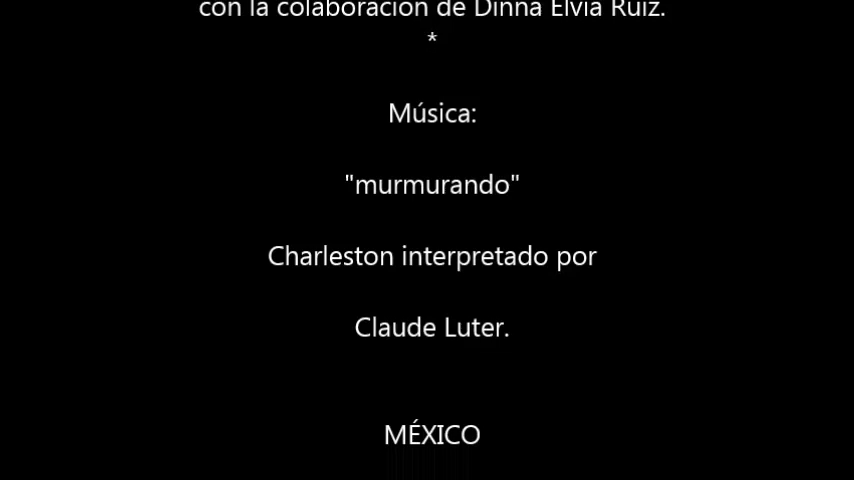 con la colaboración de Dinna Elvia Ruiz.
*
Música:
"murmurando"
Charleston interpretado por
Claude Luter.
MÉXICO